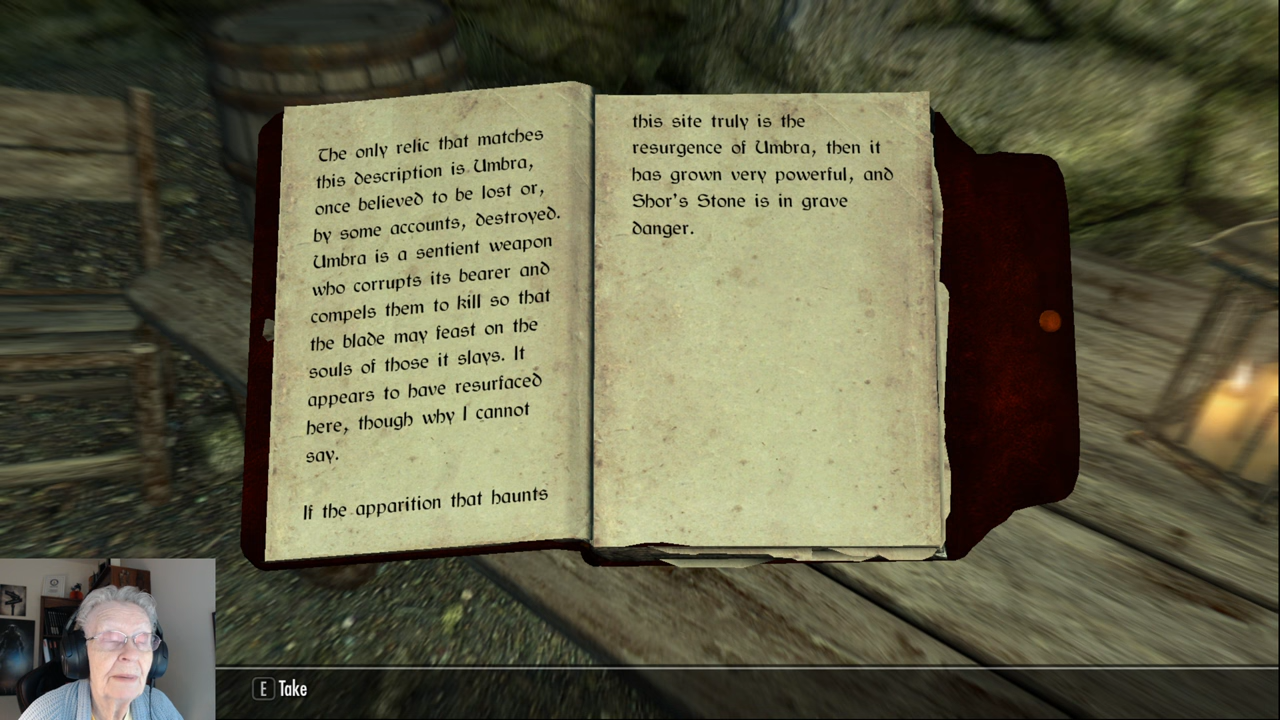 The only relic that matches
this description is Umbra,
once believed to be lost or,
by some accounts, destroyed.
Umbra is a sentient weapon
who corrupts its bearer and
compels them to kill so that
the blade may feast on the
souls of those it slays. It
appears to have resurfaced
here, though why I cannot
say.
If the apparition that haunts
this site truly is the
resurgence of Umbra, then it
has grown very powerful, and
Shor's Stone is in grave
danger.
E Take